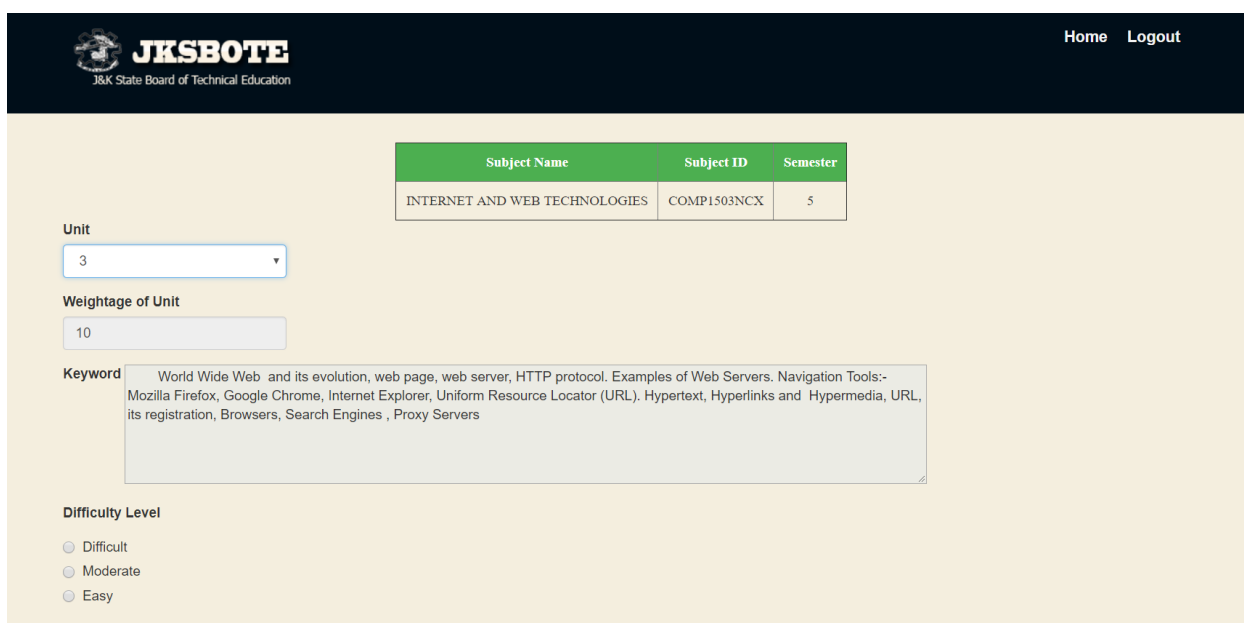 JKSBOTE
J&K State Board of Technical Education
Home Logout
Subject Name Subject ID Semester
INTERNET AND WEB TECHNOLOGIES COMP1503NCX 5
Unit
3
Weightage of Unit
10
Keyword
World Wide Web and its evolution, web page, web server, HTTP protocol. Examples of Web Servers. Navigation Tools:-
Mozilla Firefox, Google Chrome, Internet Explorer, Uniform Resource Locator (URL). Hypertext, Hyperlinks and Hypermedia, URL,
its registration, Browsers, Search Engines , Proxy Servers
Difficulty Level
Difficult
Moderate
Easy